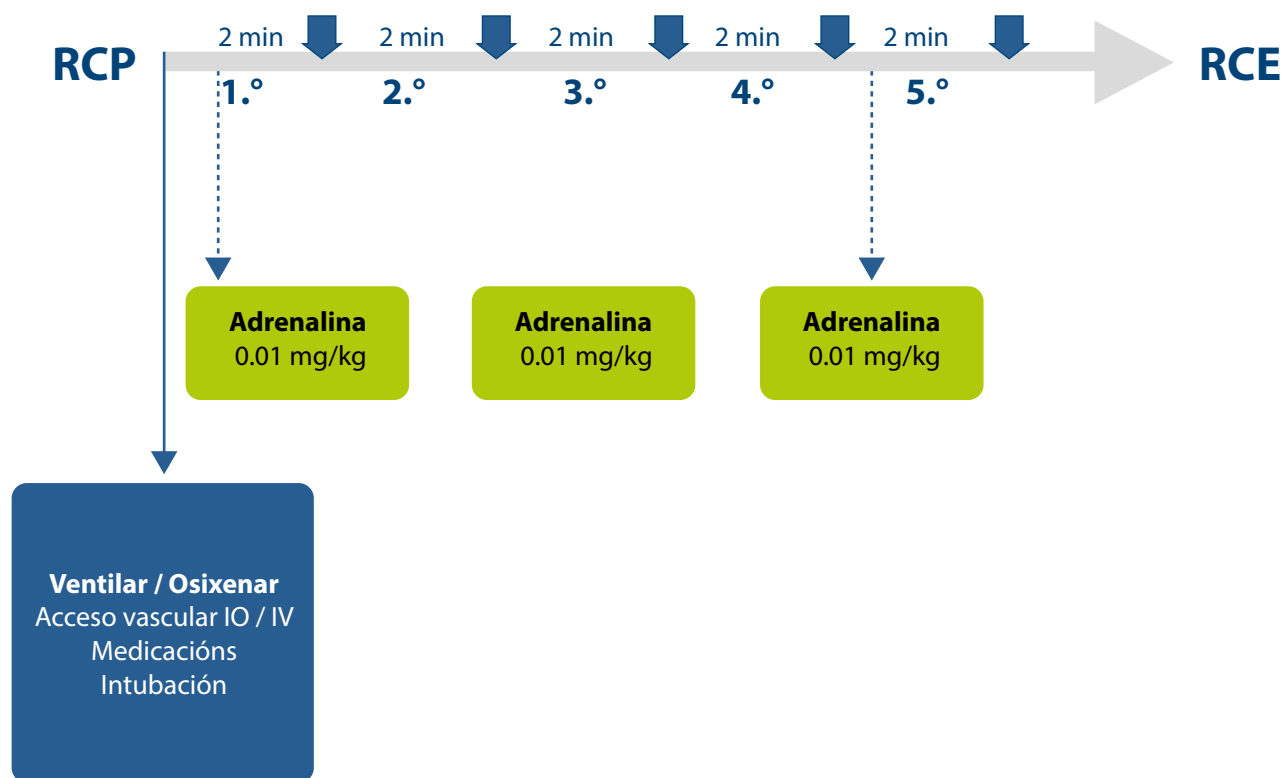 2 min 2 min 2 min 2 min 2 min
RCP RCE
1.º 2.º 3.º 4.º 5.º
Adrenalina
0.01 mg/kg
Adrenalina
0.01 mg/kg
Adrenalina
0.01 mg/kg
Ventilar / Osixenar
Acceso vascular IO / IV
Medicacións
Intubación